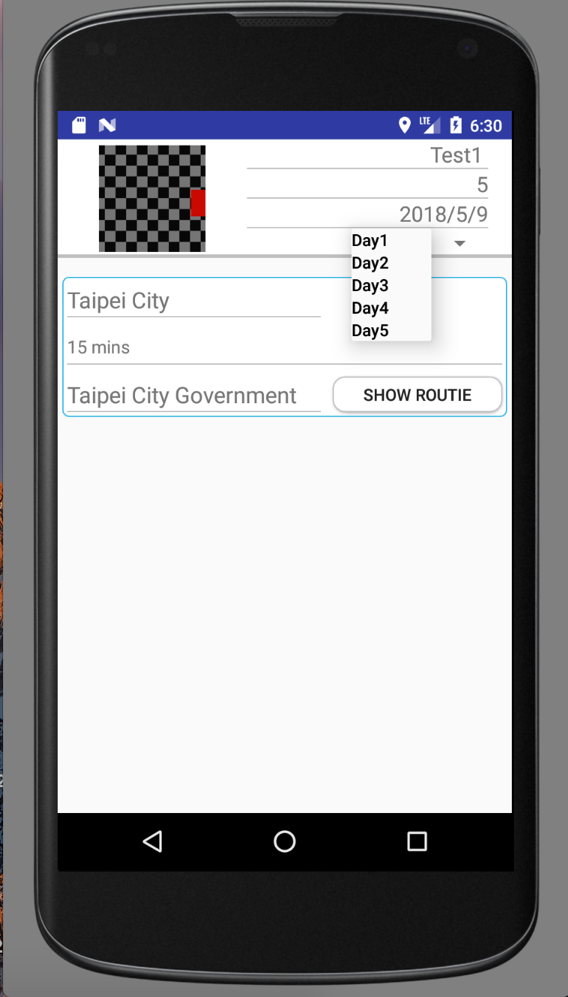 LTE 6:30
Test1
5
2018/5/9
Day1
Day2
Day3
Day4
Day5
Taipei City
15 mins
Taipei City Government
SHOW ROUTIE